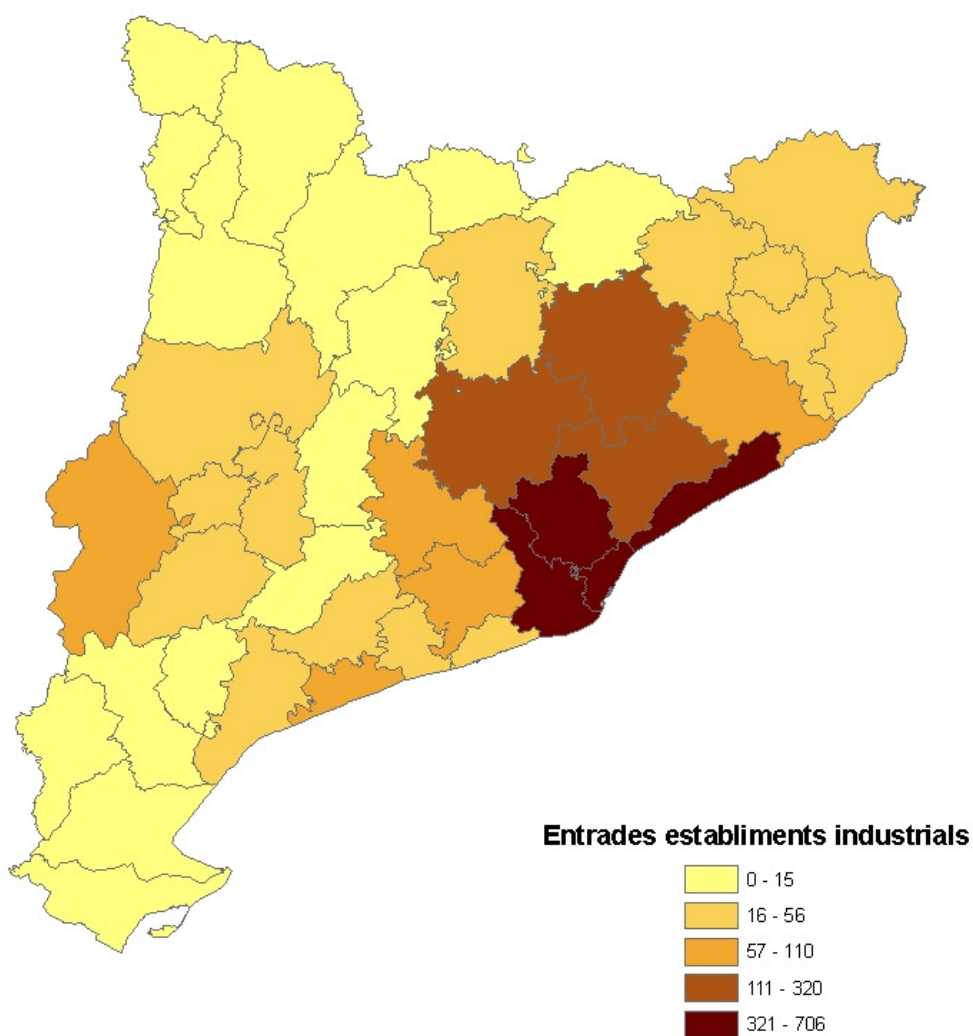 Entrades establiments industrials
0 - 15
16 - 56
57 - 110
111 - 320
321 - 706